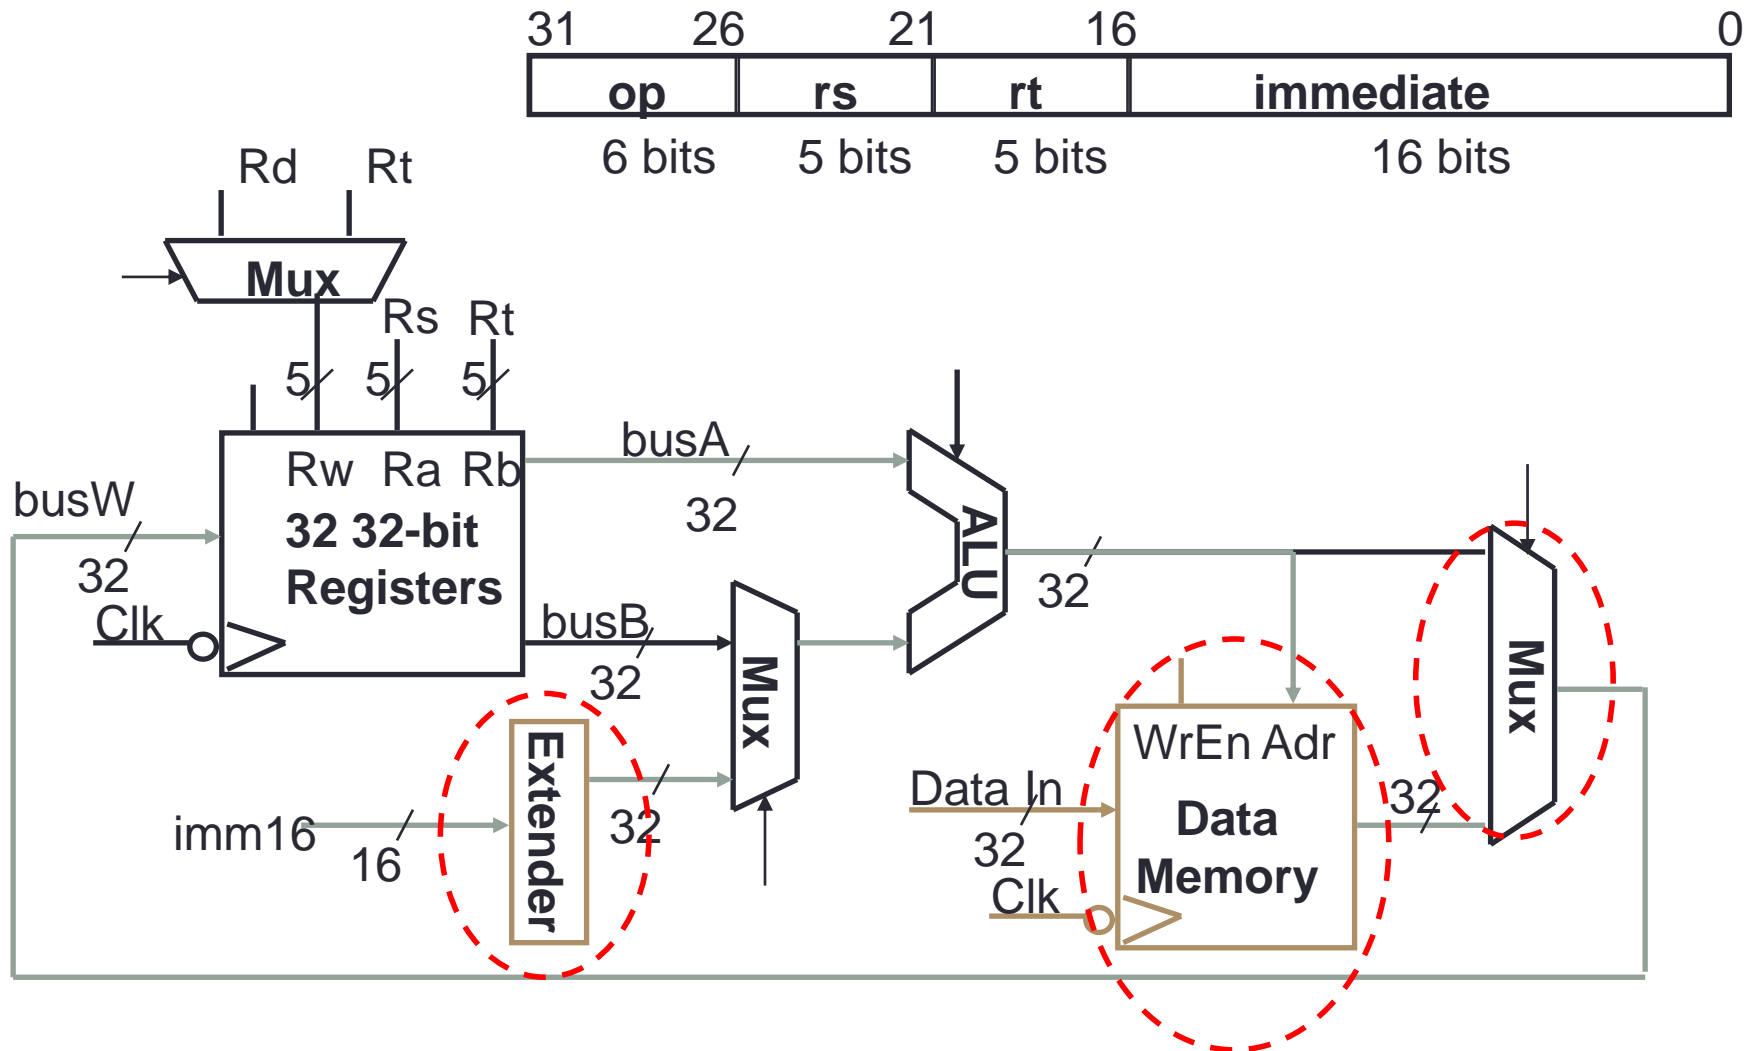 31 26 21 16 0
op rs rt immediate
6 bits 5 bits 5 bits 16 bits
Rd Rt
Mux
Rs Rt
5 5 5
busA
32
Rw Ra Rb
32 32-bit
Registers
busW
32
Clk
busB
32
ALU
32
Mux
Mux
Extender
imm16
16
32
WrEn Adr
Data In
32
Data
Memory
Clk
32